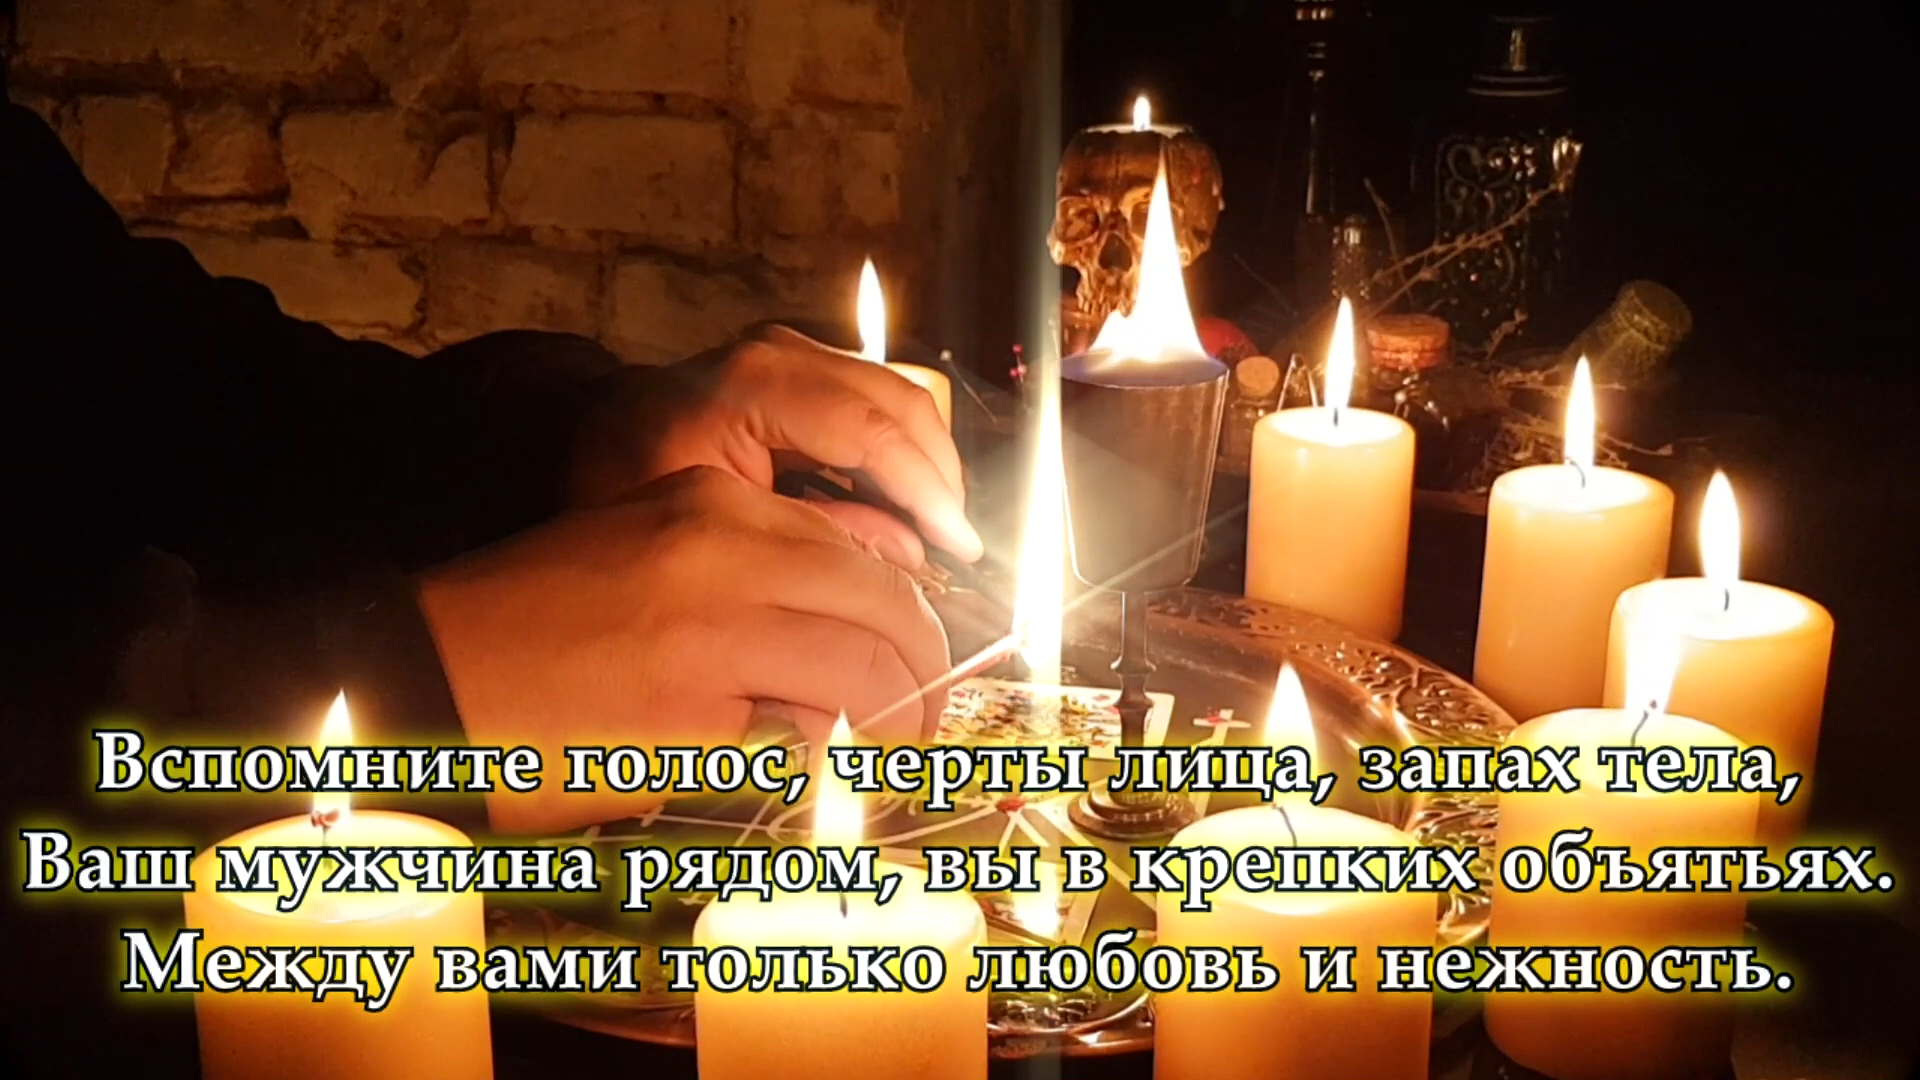 Вспомните голос, черты лица, запах тела,
Ваш мужчина рядом, вы в крепких объятьях.
Между вами только любовь и нежность.